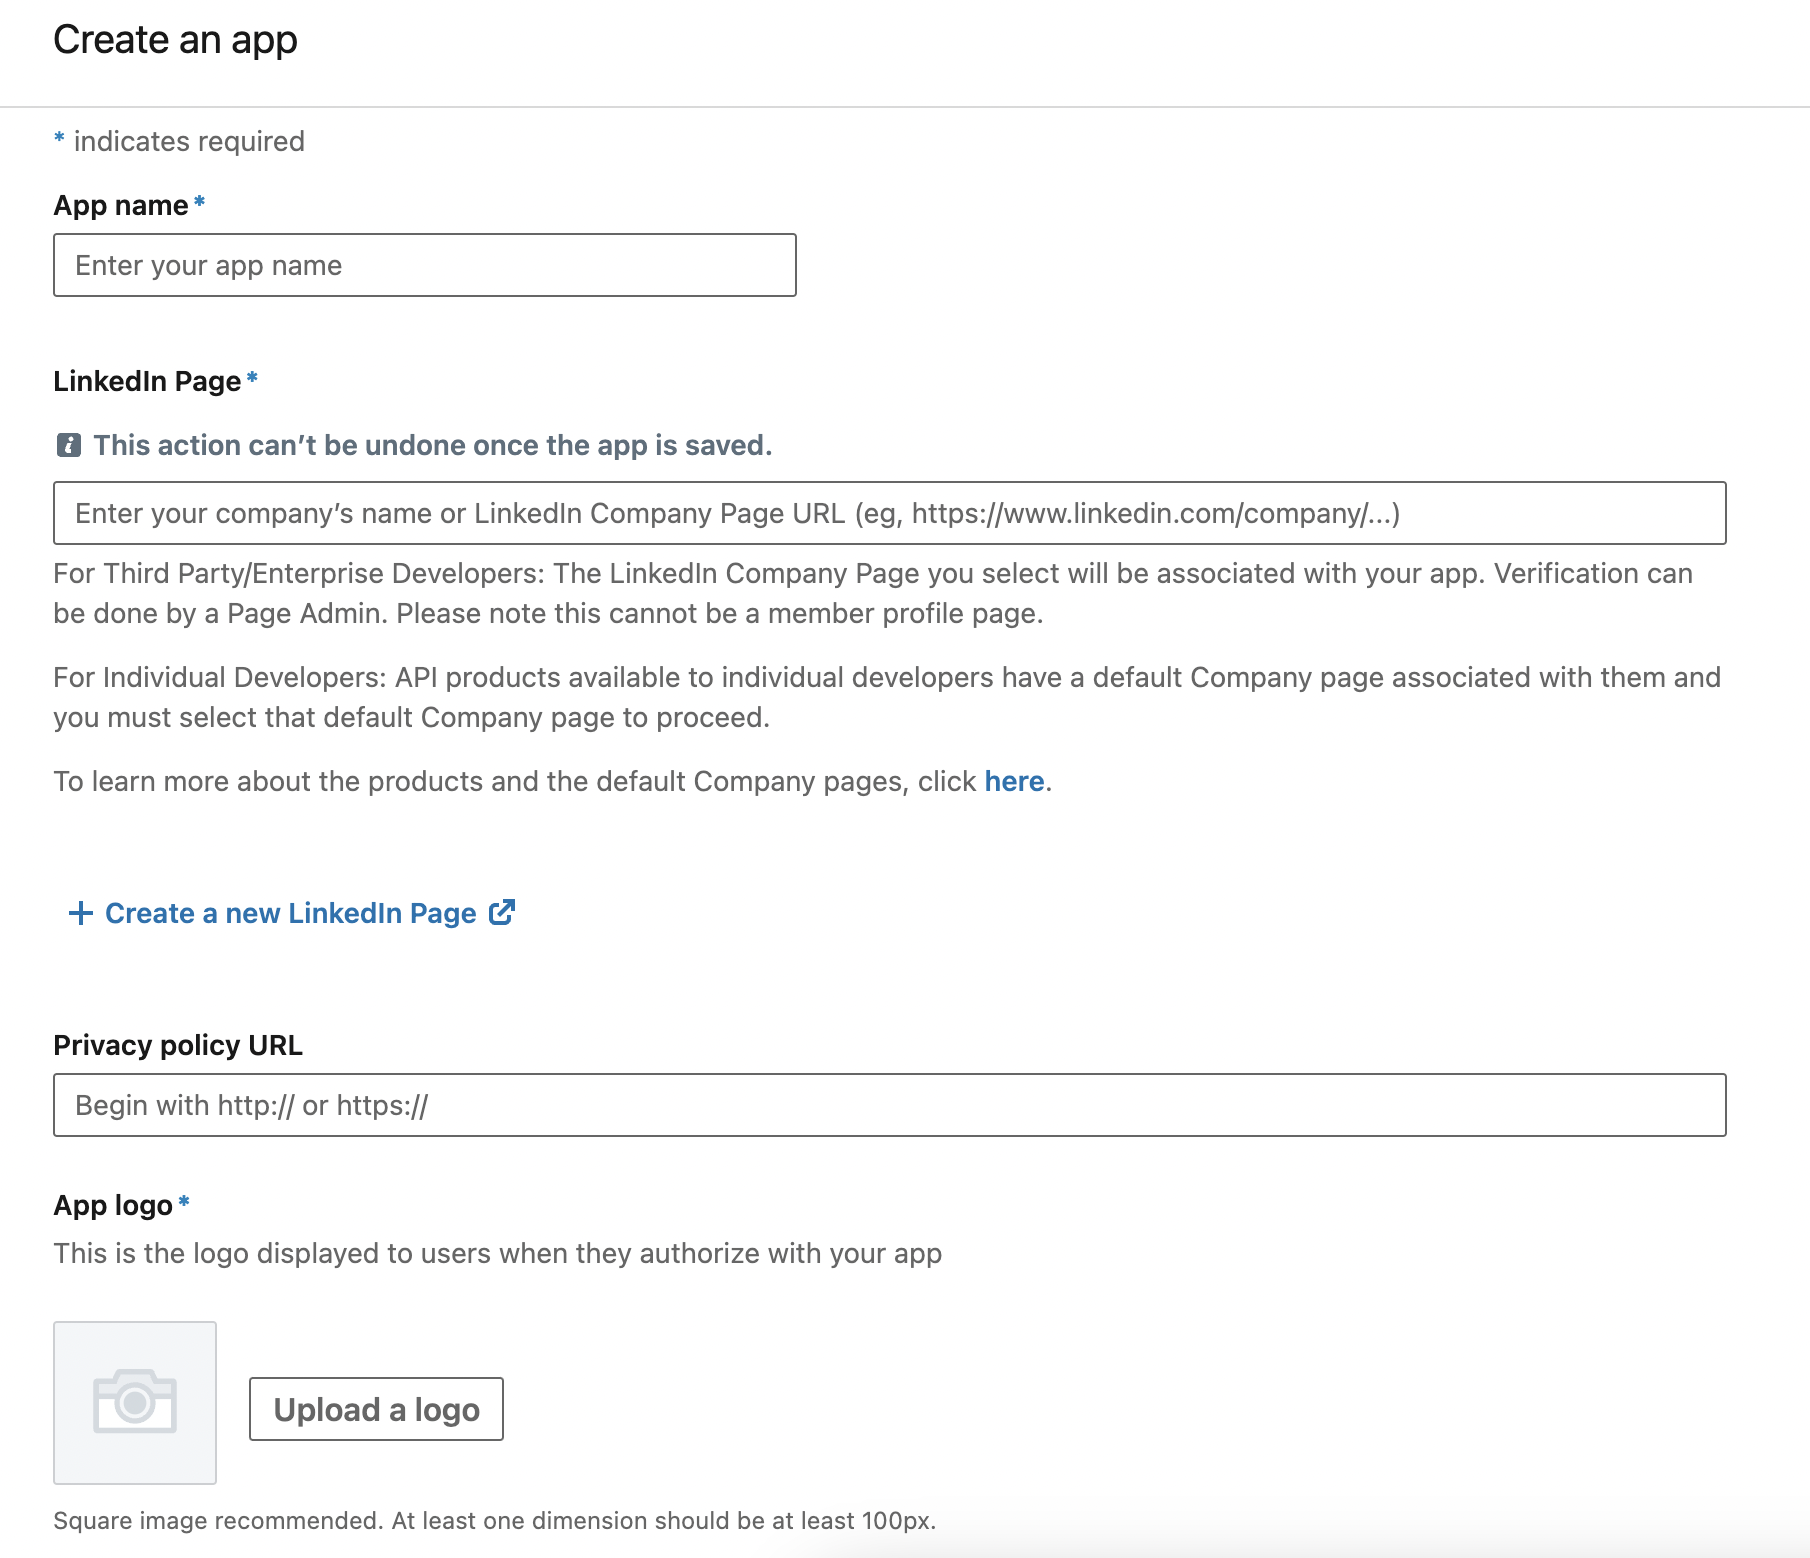 Create an app
* indicates required
App name *
Enter your app name
LinkedIn Page *
This action can’t be undone once the app is saved.
Enter your company’s name or LinkedIn Company Page URL (eg, https://www.linkedin.com/company/...)
For Third Party/Enterprise Developers: The LinkedIn Company Page you select will be associated with your app. Verification can
be done by a Page Admin. Please note this cannot be a member profile page.
For Individual Developers: API products available to individual developers have a default Company page associated with them and
you must select that default Company page to proceed.
To learn more about the products and the default Company pages, click here.
+ Create a new LinkedIn Page
Privacy policy URL
Begin with http:// or https://
App logo *
This is the logo displayed to users when they authorize with your app
Upload a logo
Square image recommended. At least one dimension should be at least 100px.